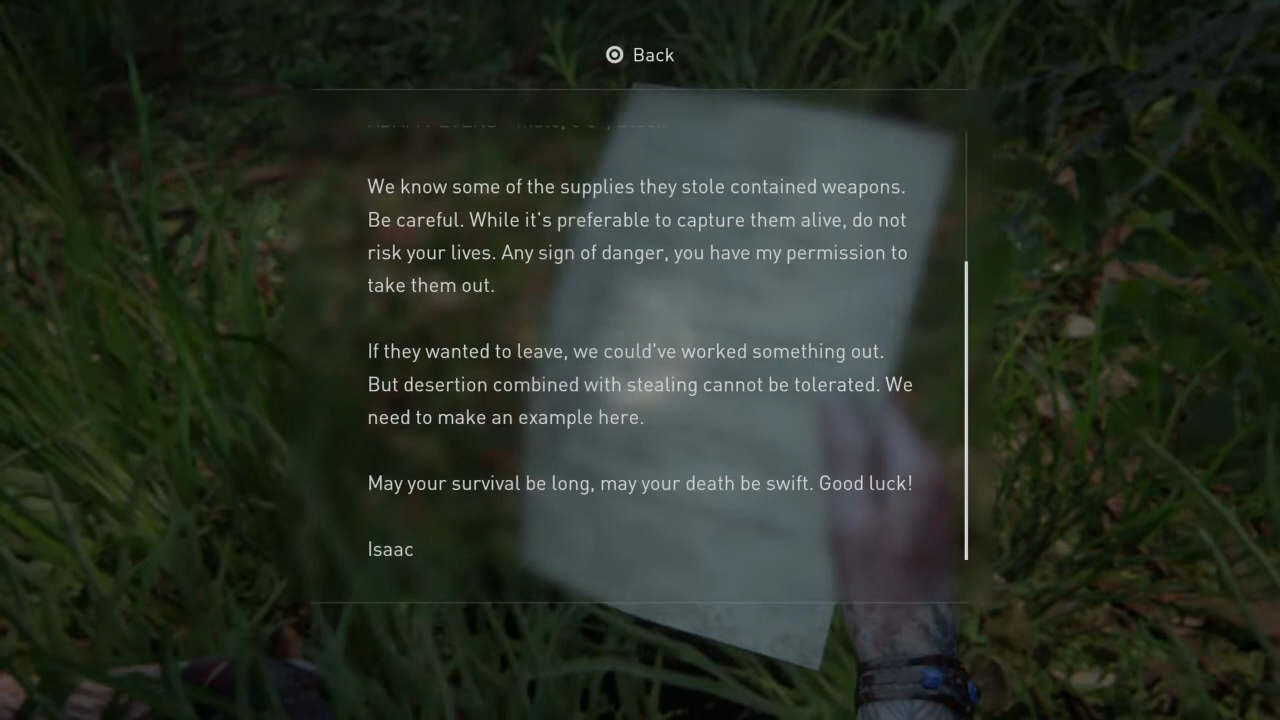 Back
We know some of the supplies they stole contained weapons.
Be careful. While it's preferable to capture them alive, do not
risk your lives. Any sign of danger, you have my permission to
take them out.
If they wanted to leave, we could've worked something out.
But desertion combined with stealing cannot be tolerated. We
need to make an example here.
May your survival be long, may your death be swift. Good luck!
Isaac